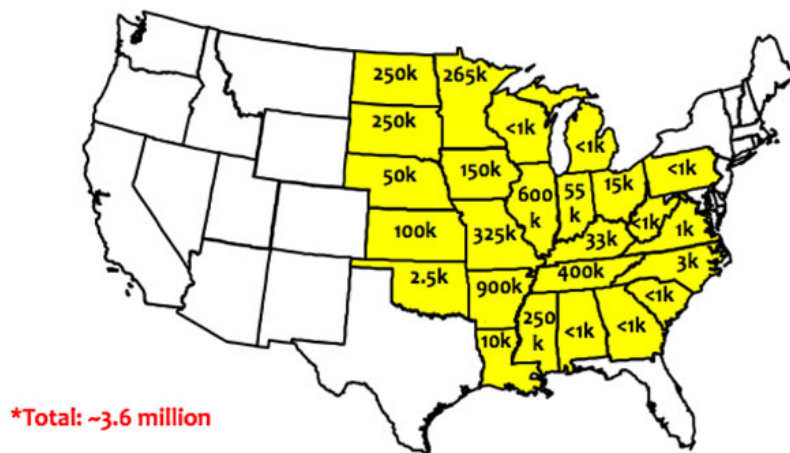 250k
265k
250k
<1k
<1k
50k
150k
<1k
600
k
55
k
15k
100k
325k
33k
<1k
1k
2.5k
900k
400k
3k
<1k
10k
250
k
<1k
<1k
*Total: ~3.6 million